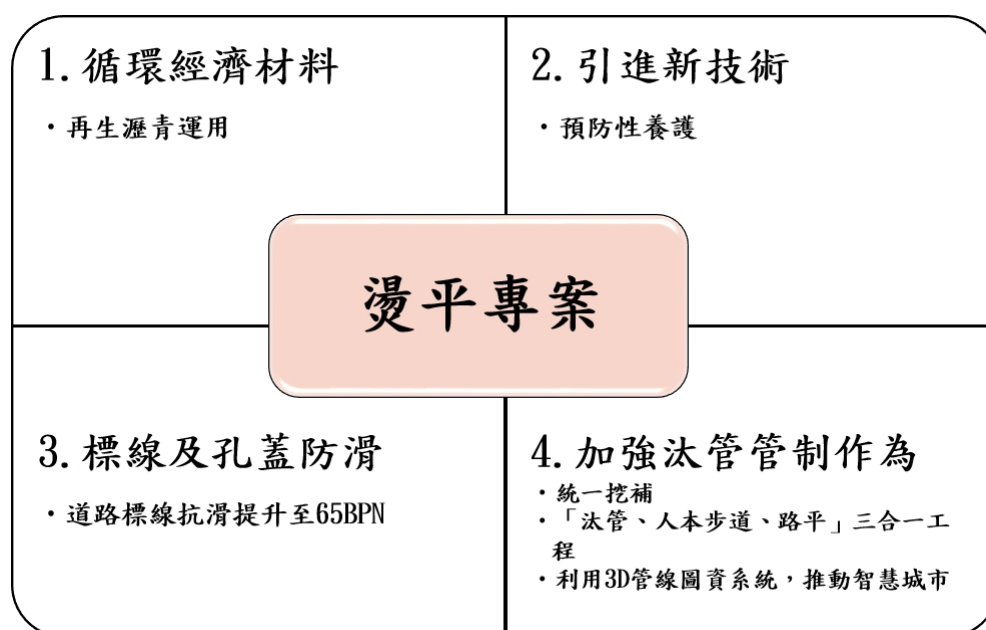 1.循環經濟材料
・再生瀝青運用
2.引進新技術
・預防性養護
燙平專案
3.標線及孔蓋防滑
・道路標線抗滑提升至65BPN
4.加強汰管管制作為
・統一挖補
・「汰管、人本步道、路平」三合一工
程
・利用3D管線圖資系統，推動智慧城市